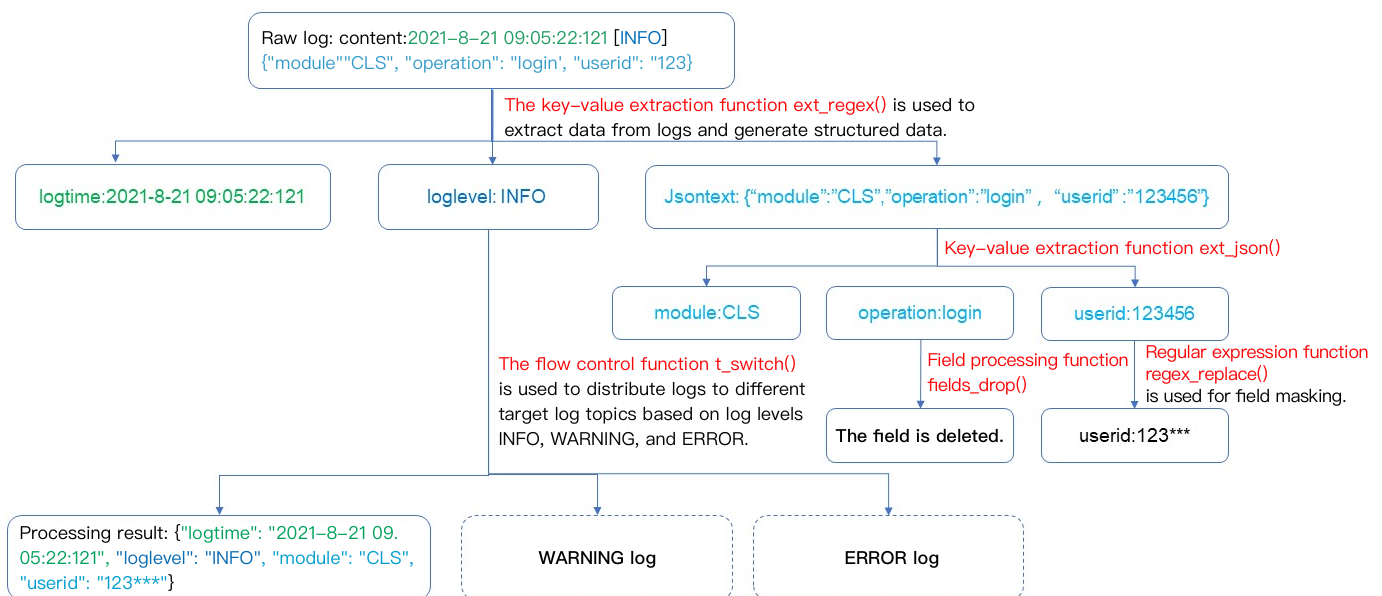 Raw log: content:2021-8-21 09:05:22:121 [INFO]
{"module""CLS", "operation": "login', "userid": "123}
The key-value extraction function ext_regex() is used to
extract data from logs and generate structured data.
logtime:2021-8-21 09:05:22:121
loglevel: INFO
Jsontext: {“module”:”CLS”,”operation”:”login” ,  “userid” :”123456”}
Key-value extraction function ext_json()
module:CLS
operation:login
userid:123456
The flow control function t_switch()
is used to distribute logs to different
target log topics based on log levels
INFO, WARNING, and ERROR.
Field processing function
fields_drop()
Regular expression function
regex_replace()
is used for field masking.
The field is deleted.
userid:123***
Processing result: {"logtime": "2021-8-21 09.
05:22:121", "loglevel": "INFO", "module": "CLS",
"userid": "123***"}
WARNING log
ERROR log